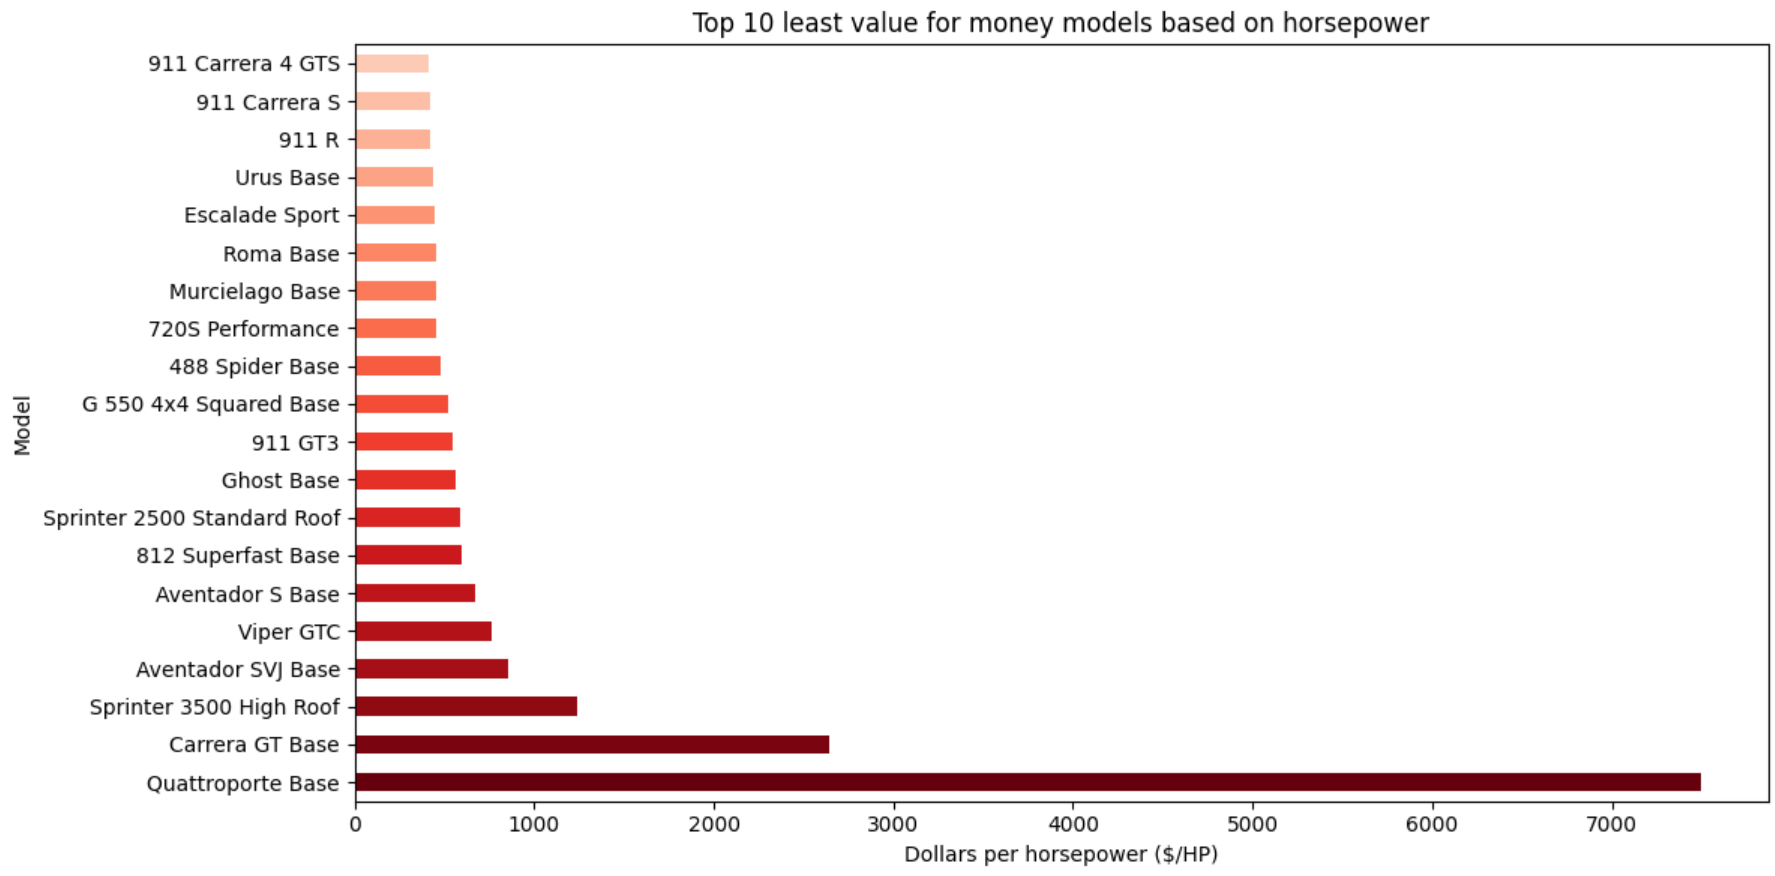 Top 10 least value for money models based on horsepower
911 Carrera 4 GTS
911 Carrera S
911 R
Urus Base
Escalade Sport
Roma Base
Murcielago Base
720S Performance
488 Spider Base
G 550 4x4 Squared Base
911 GT3
Ghost Base
Sprinter 2500 Standard Roof
812 Superfast Base
Aventador S Base
Viper GTC
Aventador SVJ Base
Sprinter 3500 High Roof
Carrera GT Base
Quattroporte Base
Model
0 1000 2000 3000 4000 5000 6000 7000
Dollars per horsepower ($/HP)